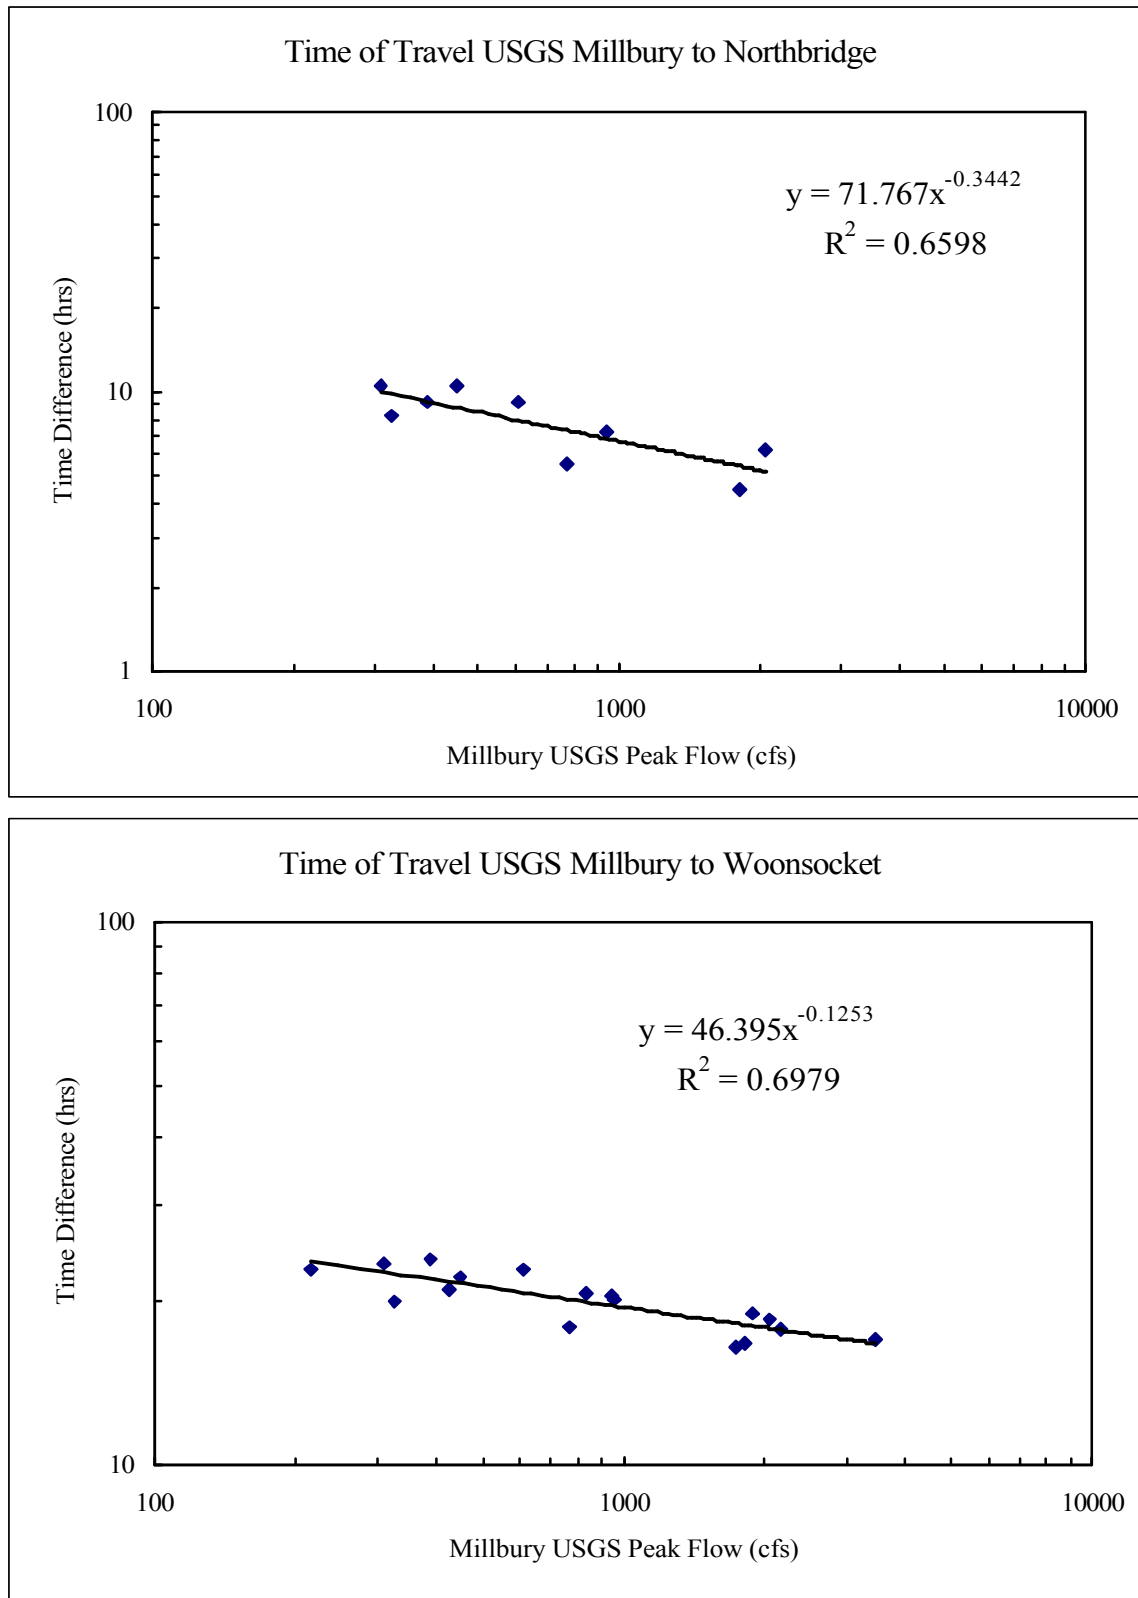 Time of Travel USGS Millbury to Northbridge
100
y = 71.767x^-0.3442
R^2 = 0.6598
Time Difference (hrs)
10
1
100 1000 10000
Millbury USGS Peak Flow (cfs)
Time of Travel USGS Millbury to Woonsocket
100
y = 46.395x^-0.1253
R^2 = 0.6979
Time Difference (hrs)
10
100 1000 10000
Millbury USGS Peak Flow (cfs)